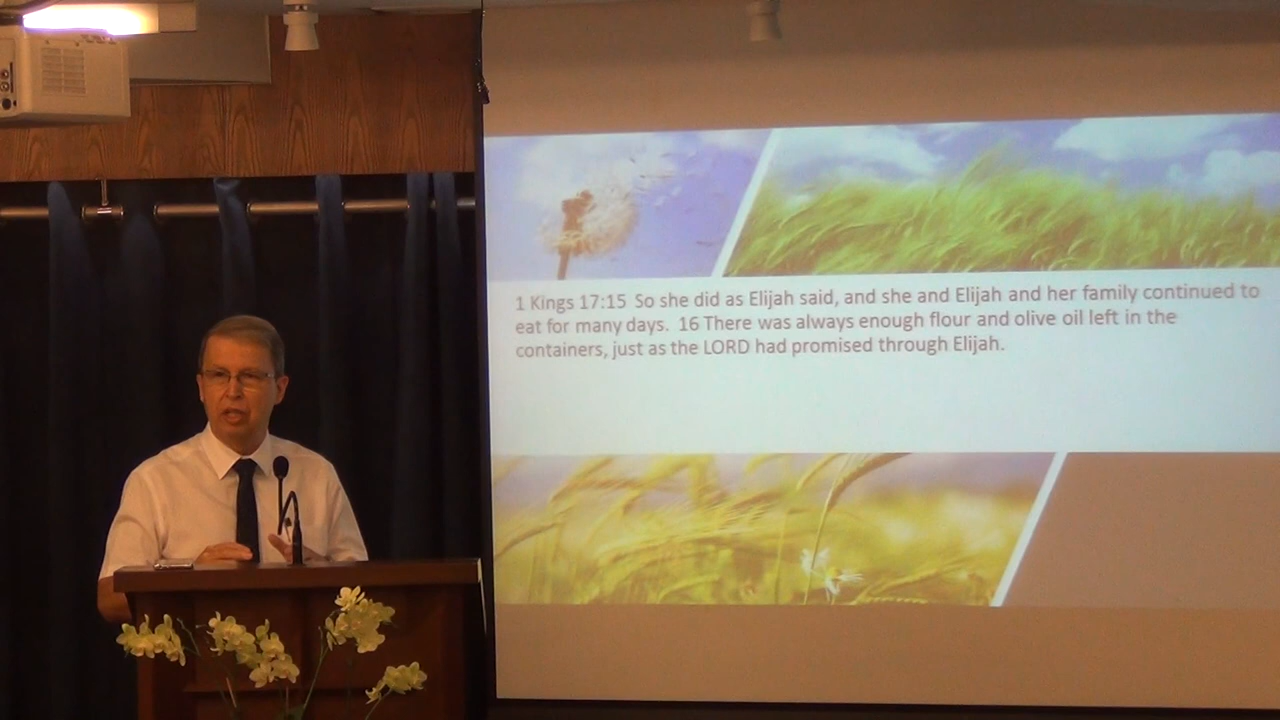 1 Kings 17:15 So she did as Elijah said, and she and Elijah and her family continued to
eat for many days. 16 There was always enough flour and olive oil left in the
containers, just as the LORD had promised through Elijah.